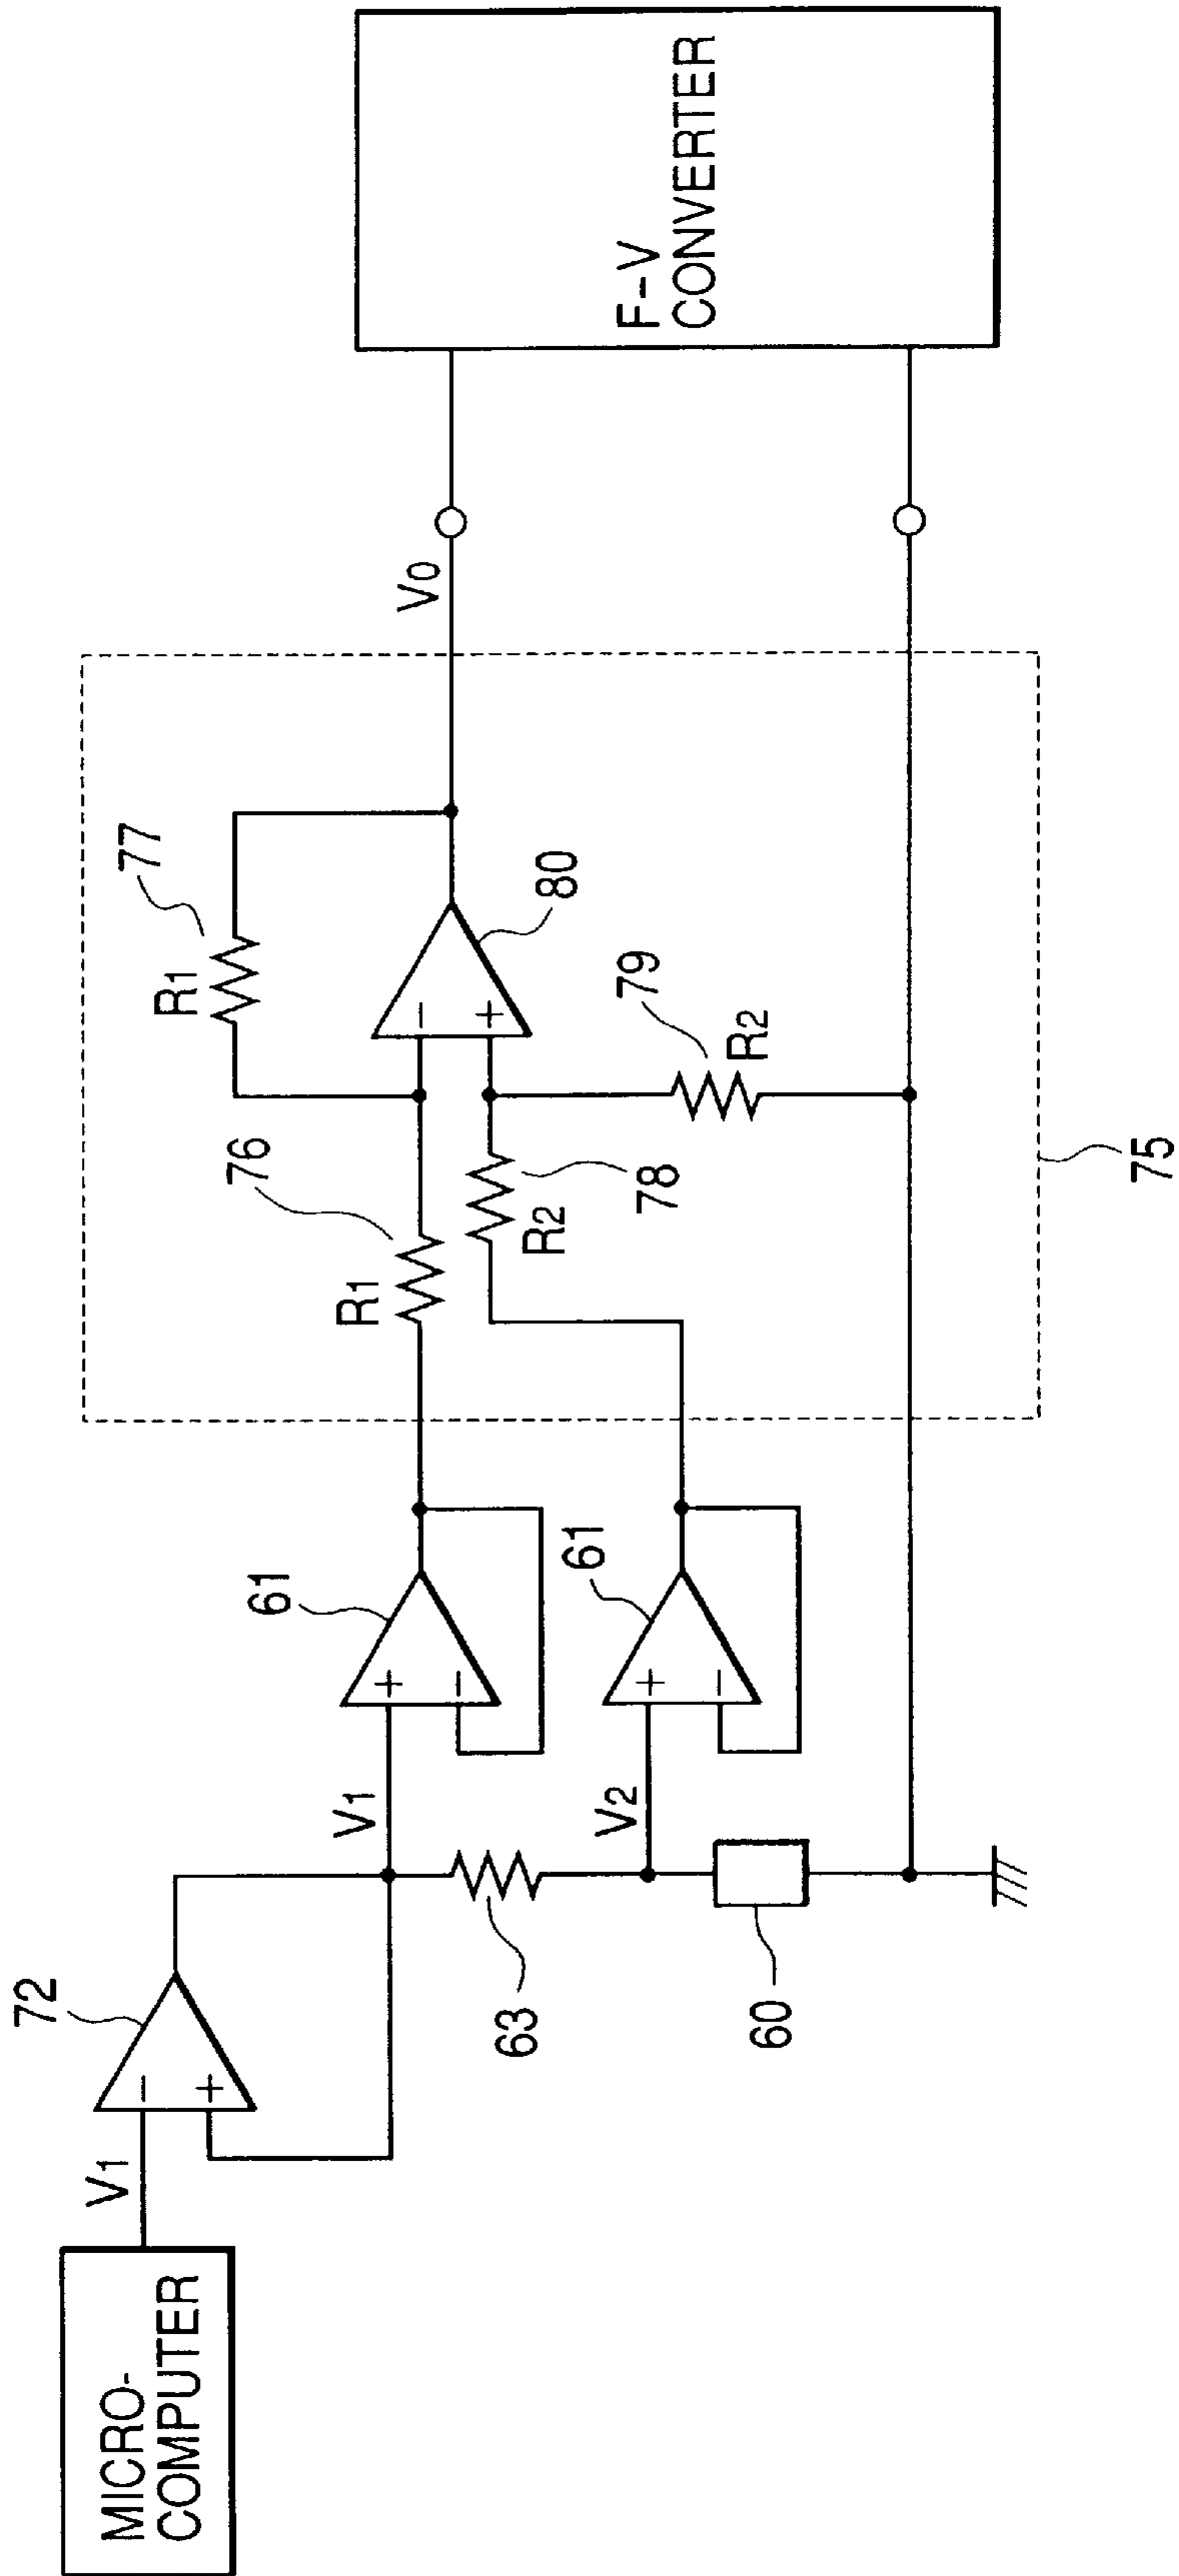 MICRO-
COMPUTER
V1
72
V1
61
63
V2
61
60
R1
76
R1
77
R2
78
79
R2
80
75
V0
F-V
CONVERTER
-
+
+
-
+
-
-
+